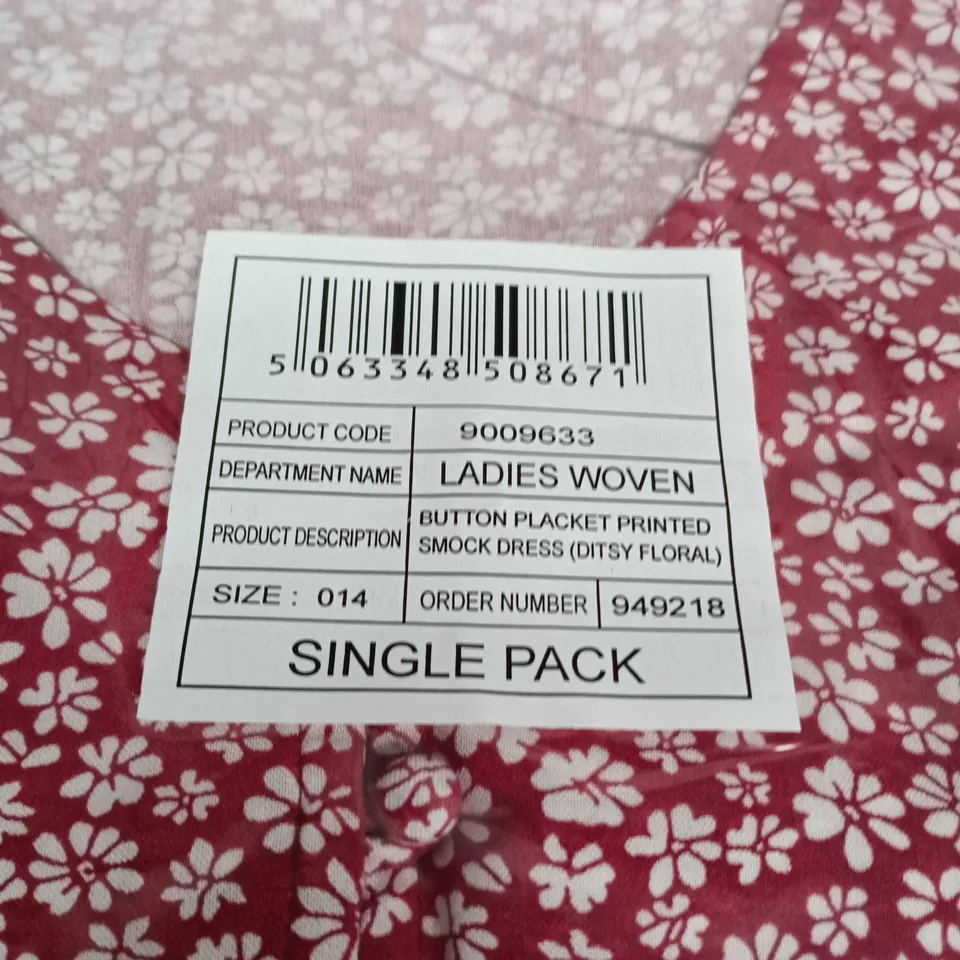 5 063348 508671
PRODUCT CODE 9009633
DEPARTMENT NAME LADIES WOVEN
PRODUCT DESCRIPTION BUTTON PLACKET PRINTED
SMOCK DRESS (DITSY FLORAL)
SIZE : 014 ORDER NUMBER 949218
SINGLE PACK